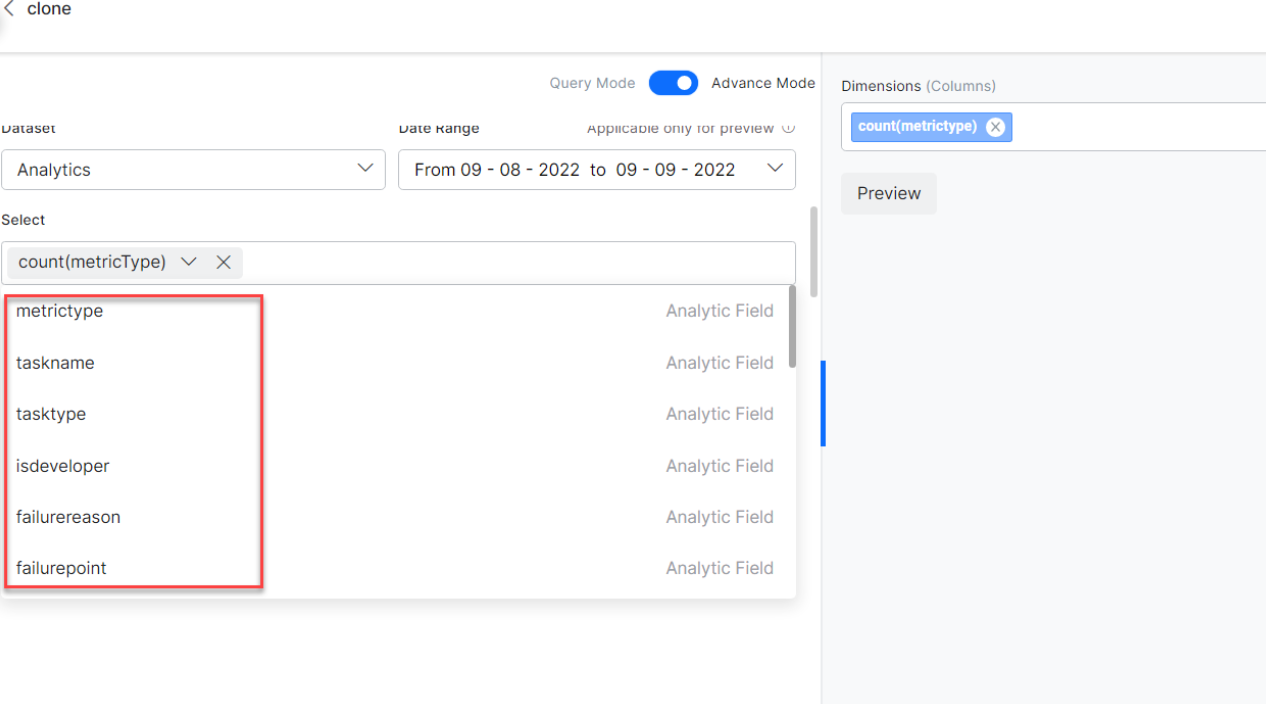 clone
Query Mode Advance Mode
Dataset Date Range Applicable only for preview
Analytics From 09 - 08 - 2022 to 09 - 09 - 2022
Select
count(metricType)
metrictype Analytic Field
taskname Analytic Field
tasktype Analytic Field
isdeveloper Analytic Field
failurereason Analytic Field
failurepoint Analytic Field
Dimensions (Columns)
count(metrictype)
Preview